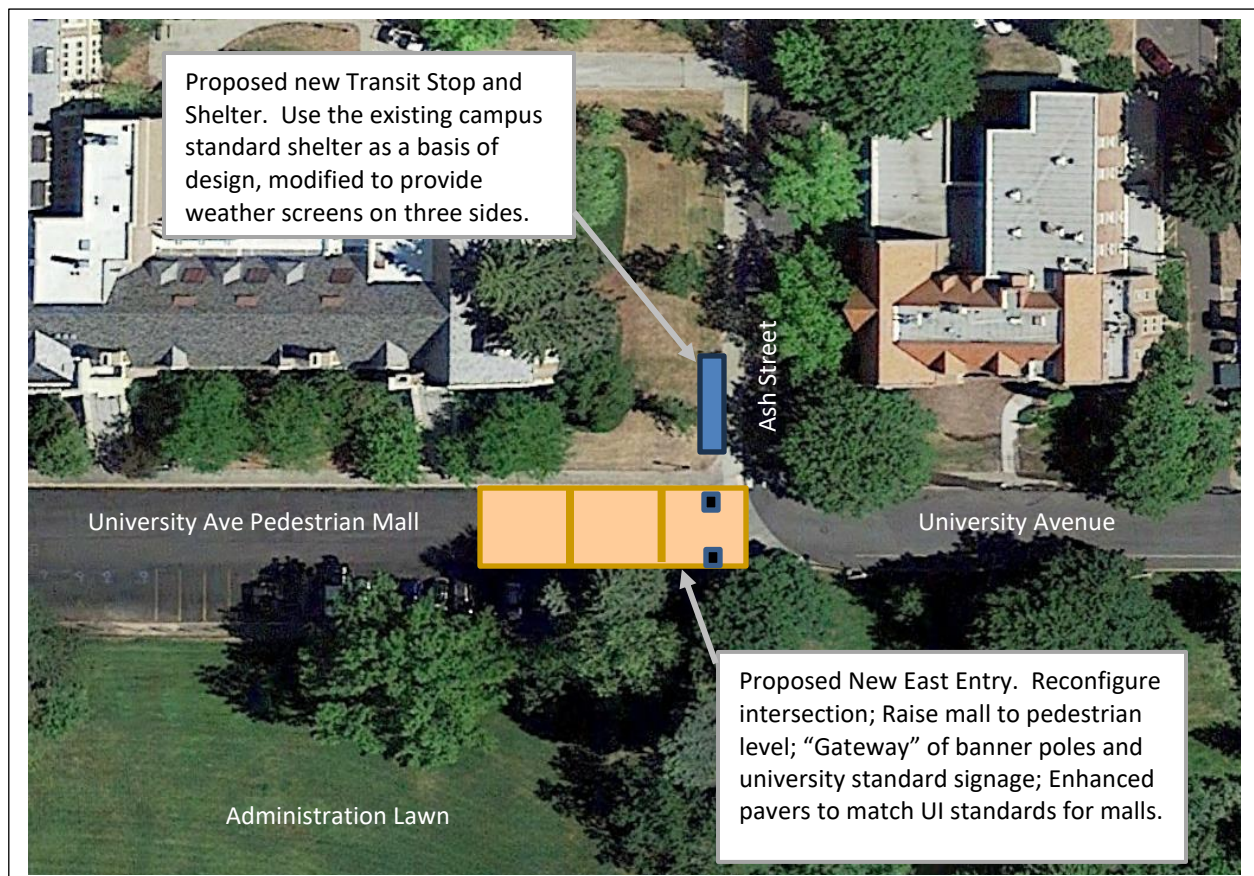 Proposed new Transit Stop and
Shelter.  Use the existing campus
standard shelter as a basis of
design, modified to provide
weather screens on three sides.
Ash Street
University Ave Pedestrian Mall
University Avenue
Proposed New East Entry.  Reconfigure
intersection; Raise mall to pedestrian
level; “Gateway” of banner poles and
university standard signage; Enhanced
pavers to match UI standards for malls.
Administration Lawn